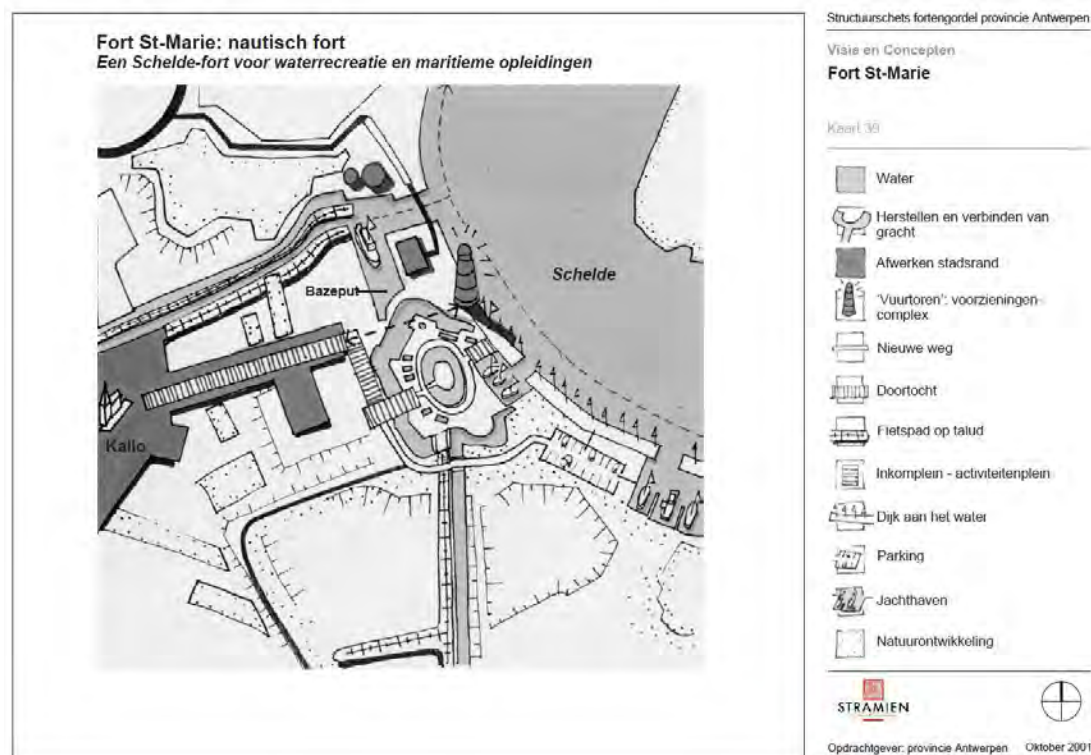 Fort St-Marie: nautisch fort
Een Schelde-fort voor waterrecreatie en maritieme opleidingen
Schelde
Bazeput
Kallo
Structuurschets fortengordel provincie Antwerpen
Visie en Concepten
Fort St-Marie
Kaart 39
Water
Herstellen en verbinden van
gracht
Afwerken stadsrand
'Vuurtoren': voorzieningen-
complex
Nieuwe weg
Doortocht
Fietspad op talud
Inkomplein - activiteitenplein
Dijk aan het water
Parking
Jachthaven
Natuurontwikkeling
STRAMIEN
Opdrachtgever: provincie Antwerpen Oktober 2001